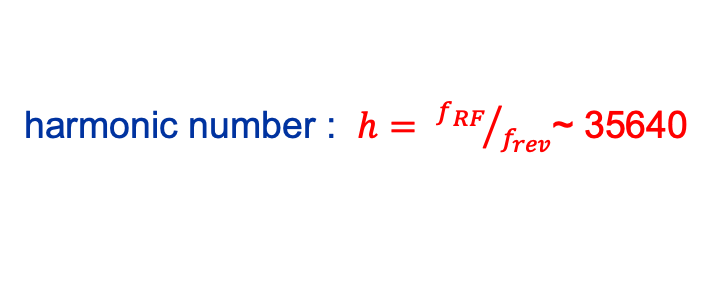 harmonic number : h = f_RF/f_rev ~ 35640